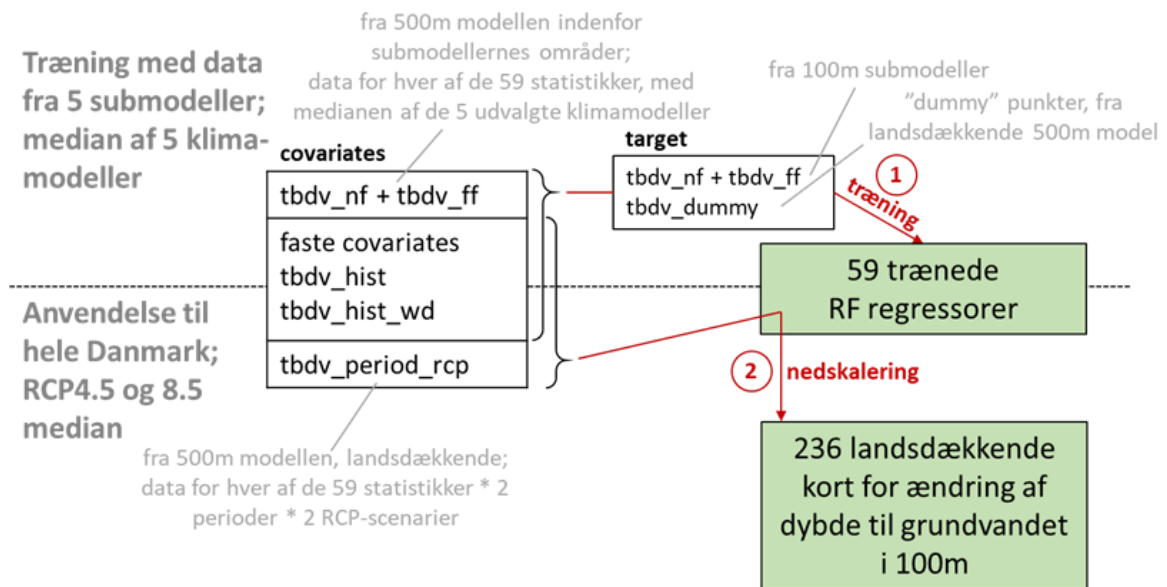 Træning med data
fra 5 submodeller;
median af 5 klima-
modeller
fra 500m modellen indenfor
submodellernes områder;
data for hver af de 59 statistikker, med
medianen af de 5 udvalgte klimamodeller
fra 100m submodeller
”dummy” punkter, fra
landsdækkende 500m model
covariates
tbdv_nf + tbdv_ff
faste covariates
tbdv_hist
tbdv_hist_wd
tbdv_period_rcp
target
tbdv_nf + tbdv_ff
tbdv_dummy
1
træning
59 trænede
RF regressorer
Anvendelse til
hele Danmark;
RCP4.5 og 8.5
median
fra 500m modellen, landsdækkende;
data for hver af de 59 statistikker * 2
perioder * 2 RCP-scenarier
2 nedskalering
236 landsdækkende
kort for ændring af
dybde til grundvandet
i 100m